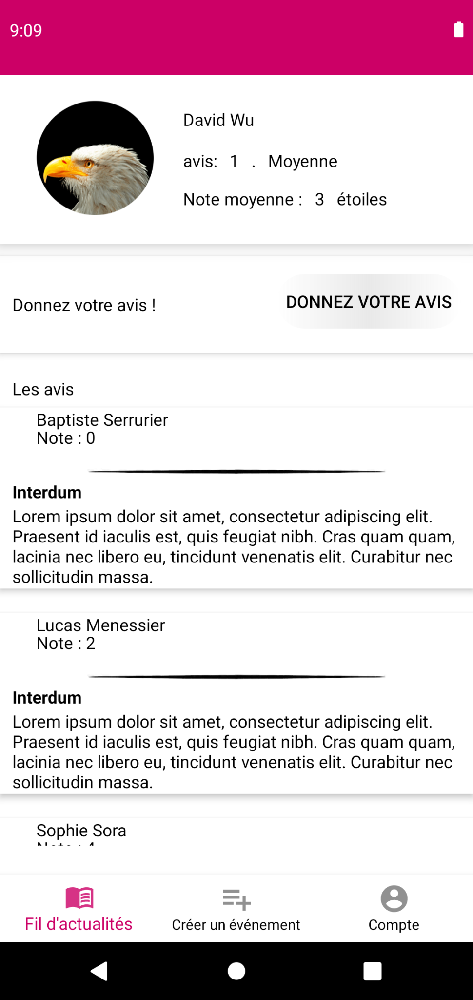 9:09
David Wu
avis: 1 . Moyenne
Note moyenne : 3 étoiles
Donnez votre avis !
DONNEZ VOTRE AVIS
Les avis
Baptiste Serrurier
Note : 0
Interdum
Lorem ipsum dolor sit amet, consectetur adipiscing elit.
Praesent id iaculis est, quis feugiat nibh. Cras quam quam,
lacinia nec libero eu, tincidunt venenatis elit. Curabitur nec
sollicitudin massa.
Lucas Menessier
Note : 2
Interdum
Lorem ipsum dolor sit amet, consectetur adipiscing elit.
Praesent id iaculis est, quis feugiat nibh. Cras quam quam,
lacinia nec libero eu, tincidunt venenatis elit. Curabitur nec
sollicitudin massa.
Sophie Sora
Note : 4
Fil d'actualités
Créer un événement
Compte